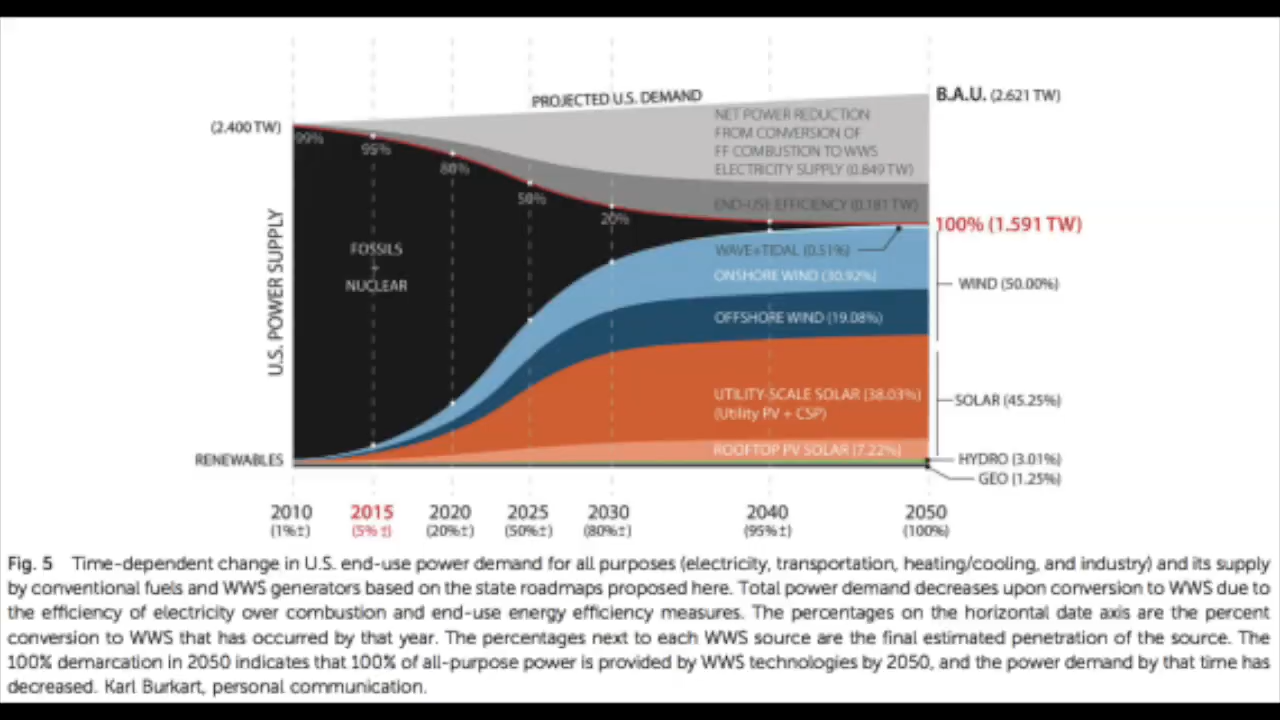 PROJECTED U.S. DEMAND
B.A.U. (2.621 TW)
NET POWER REDUCTION
FROM CONVERSION OF
FF COMBUSTION TO WWS
ELECTRICITY SUPPLY (0.849 TW)
(2.400 TW)
99%
95%
80%
50%
20%
END-USE EFFICIENCY (0.181 TW)
100% (1.591 TW)
U.S. POWER SUPPLY
FOSSILS
+
NUCLEAR
WAVE+TIDAL (0.51%)
ONSHORE WIND (30.92%)
WIND (50.00%)
OFFSHORE WIND (19.08%)
UTILITY-SCALE SOLAR (38.03%)
(Utility PV + CSP)
SOLAR (45.25%)
ROOFTOP PV SOLAR (7.22%)
RENEWABLES
HYDRO (3.01%)
GEO (1.25%)
2010 2015 2020 2025 2030 2040 2050
(1%±) (5%±) (20%±) (50%±) (80%±) (95%±) (100%)
Fig. 5 Time-dependent change in U.S. end-use power demand for all purposes (electricity, transportation, heating/cooling, and industry) and its supply
by conventional fuels and WWS generators based on the state roadmaps proposed here. Total power demand decreases upon conversion to WWS due to
the efficiency of electricity over combustion and end-use energy efficiency measures. The percentages on the horizontal date axis are the percent
conversion to WWS that has occurred by that year. The percentages next to each WWS source are the final estimated penetration of the source. The
100% demarcation in 2050 indicates that 100% of all-purpose power is provided by WWS technologies by 2050, and the power demand by that time has
decreased. Karl Burkart, personal communication.